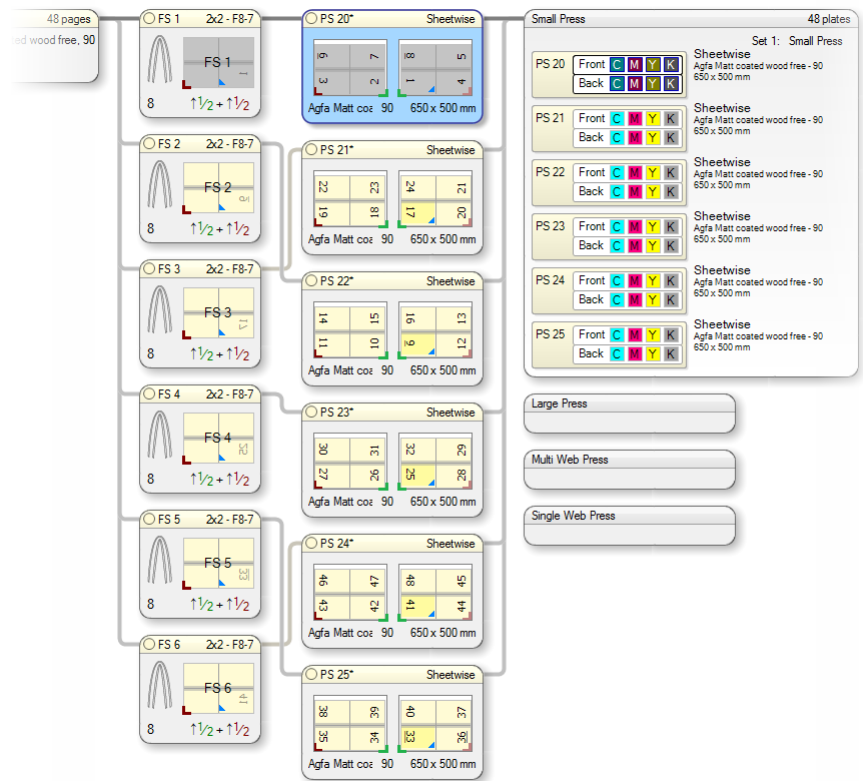 48 pages
ed wood free, 90
FS 1 2x2 - F8-7
FS 1
1
8 ↑1/2 + ↑1/2
FS 2 2x2 - F8-7
FS 2
9
8 ↑1/2 + ↑1/2
FS 3 2x2 - F8-7
FS 3
17
8 ↑1/2 + ↑1/2
FS 4 2x2 - F8-7
FS 4
25
8 ↑1/2 + ↑1/2
FS 5 2x2 - F8-7
FS 5
33
8 ↑1/2 + ↑1/2
FS 6 2x2 - F8-7
FS 6
41
8 ↑1/2 + ↑1/2
PS 20* Sheetwise
6 7 8 5
3 2 1 4
Agfa Matt coa 90 650 x 500 mm
PS 21* Sheetwise
22 23 24 21
19 18 17 20
Agfa Matt coa 90 650 x 500 mm
PS 22* Sheetwise
14 15 16 13
11 10 9 12
Agfa Matt coa 90 650 x 500 mm
PS 23* Sheetwise
30 31 32 29
27 26 25 28
Agfa Matt coa 90 650 x 500 mm
PS 24* Sheetwise
46 47 48 45
43 42 41 44
Agfa Matt coa 90 650 x 500 mm
PS 25* Sheetwise
38 39 40 37
35 34 33 36
Agfa Matt coa 90 650 x 500 mm
Small Press 48 plates
Set 1: Small Press
PS 20 Front C M Y K
Back C M Y K
Sheetwise
Agfa Matt coated wood free - 90
650 x 500 mm
PS 21 Front C M Y K
Back C M Y K
Sheetwise
Agfa Matt coated wood free - 90
650 x 500 mm
PS 22 Front C M Y K
Back C M Y K
Sheetwise
Agfa Matt coated wood free - 90
650 x 500 mm
PS 23 Front C M Y K
Back C M Y K
Sheetwise
Agfa Matt coated wood free - 90
650 x 500 mm
PS 24 Front C M Y K
Back C M Y K
Sheetwise
Agfa Matt coated wood free - 90
650 x 500 mm
PS 25 Front C M Y K
Back C M Y K
Sheetwise
Agfa Matt coated wood free - 90
650 x 500 mm
Large Press
Multi Web Press
Single Web Press